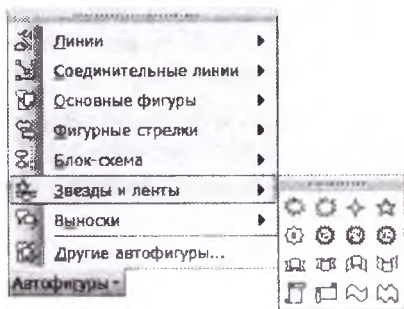 Линии
Соединительные линии
Основные фигуры
Фигурные стрелки
Блок-схема
Звезды и ленты
Выноски
Другие автофигуры...
Автофигуры